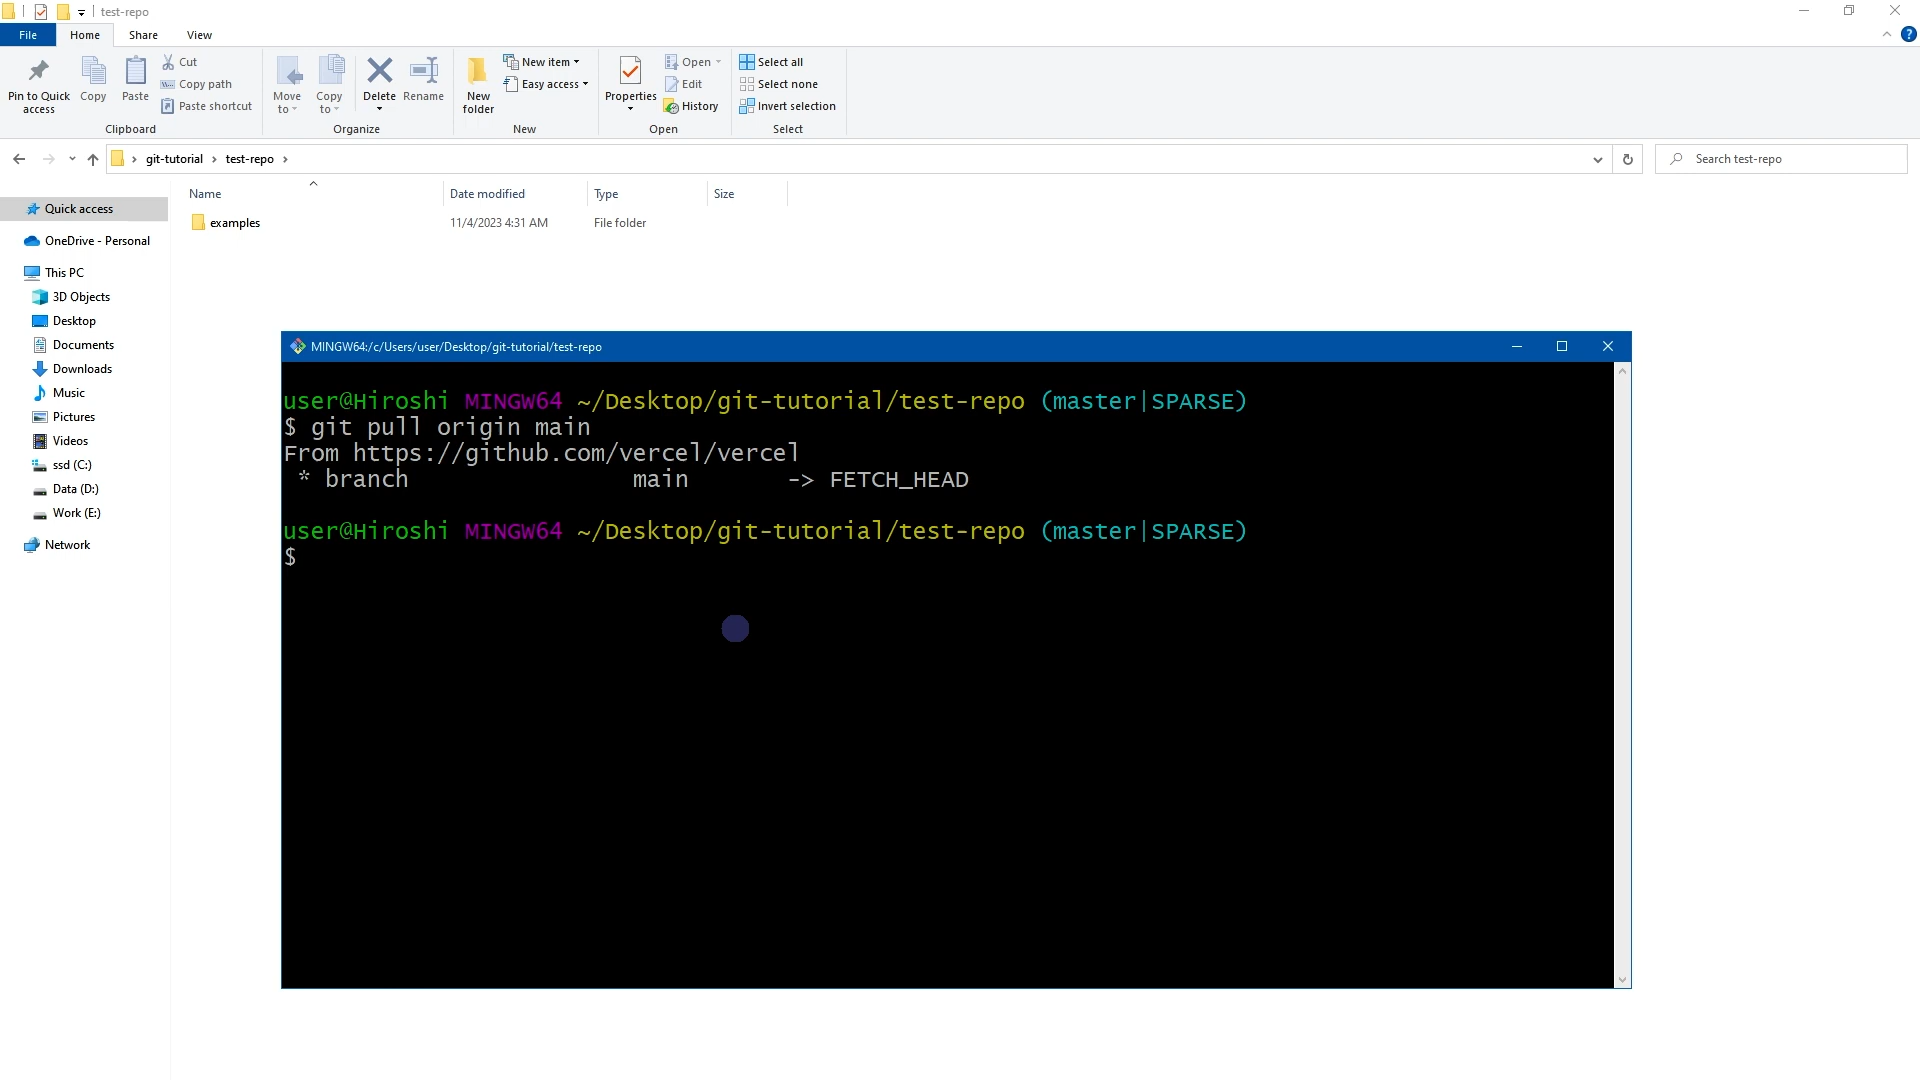 test-repo
File Home Share View
Pin to Quick access
Copy
Paste
Cut
Copy path
Paste shortcut
Clipboard
Move to
Copy to
Delete
Rename
Organize
New folder
New item
Easy access
New
Properties
Open
Edit
History
Open
Select all
Select none
Invert selection
Select
git-tutorial › test-repo ›
Search test-repo
Name Date modified Type Size
examples 11/4/2023 4:31 AM File folder
Quick access
OneDrive - Personal
This PC
3D Objects
Desktop
Documents
Downloads
Music
Pictures
Videos
ssd (C:)
Data (D:)
Work (E:)
Network
MINGW64:/c/Users/user/Desktop/git-tutorial/test-repo
user@Hiroshi MINGW64 ~/Desktop/git-tutorial/test-repo (master|SPARSE)
$ git pull origin main
From https://github.com/vercel/vercel
* branch main -> FETCH_HEAD
user@Hiroshi MINGW64 ~/Desktop/git-tutorial/test-repo (master|SPARSE)
$